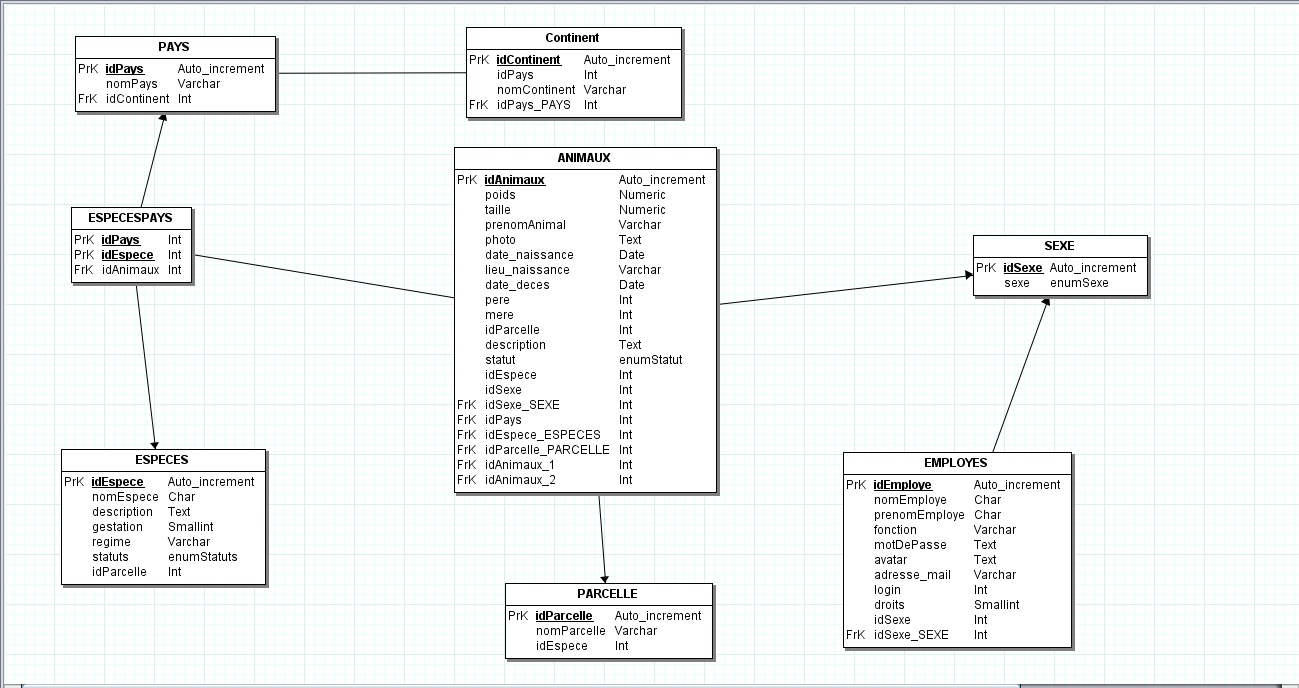 PAYS
PrK idPays Auto_increment
nomPays Varchar
FrK idContinent Int
Continent
PrK idContinent Auto_increment
idPays Int
nomContinent Varchar
FrK idPays_PAYS Int
ANIMAUX
PrK idAnimaux Auto_increment
poids Numeric
taille Numeric
prenomAnimal Varchar
photo Text
date_naissance Date
lieu_naissance Varchar
date_deces Date
pere Int
mere Int
idParcelle Int
description Text
statut enumStatut
idEspece Int
idSexe Int
FrK idSexe_SEXE Int
FrK idPays Int
FrK idEspece_ESPECES Int
FrK idParcelle_PARCELLE Int
FrK idAnimaux_1 Int
FrK idAnimaux_2 Int
ESPECESPAYS
PrK idPays Int
PrK idEspece Int
FrK idAnimaux Int
SEXE
PrK idSexe Auto_increment
sexe enumSexe
ESPECES
PrK idEspece Auto_increment
nomEspece Char
description Text
gestation Smallint
regime Varchar
statuts enumStatuts
idParcelle Int
EMPLOYES
PrK idEmploye Auto_increment
nomEmploye Char
prenomEmploye Char
fonction Varchar
motDePasse Text
avatar Text
adresse_mail Varchar
login Int
droits Smallint
idSexe Int
FrK idSexe_SEXE Int
PARCELLE
PrK idParcelle Auto_increment
nomParcelle Varchar
idEspece Int